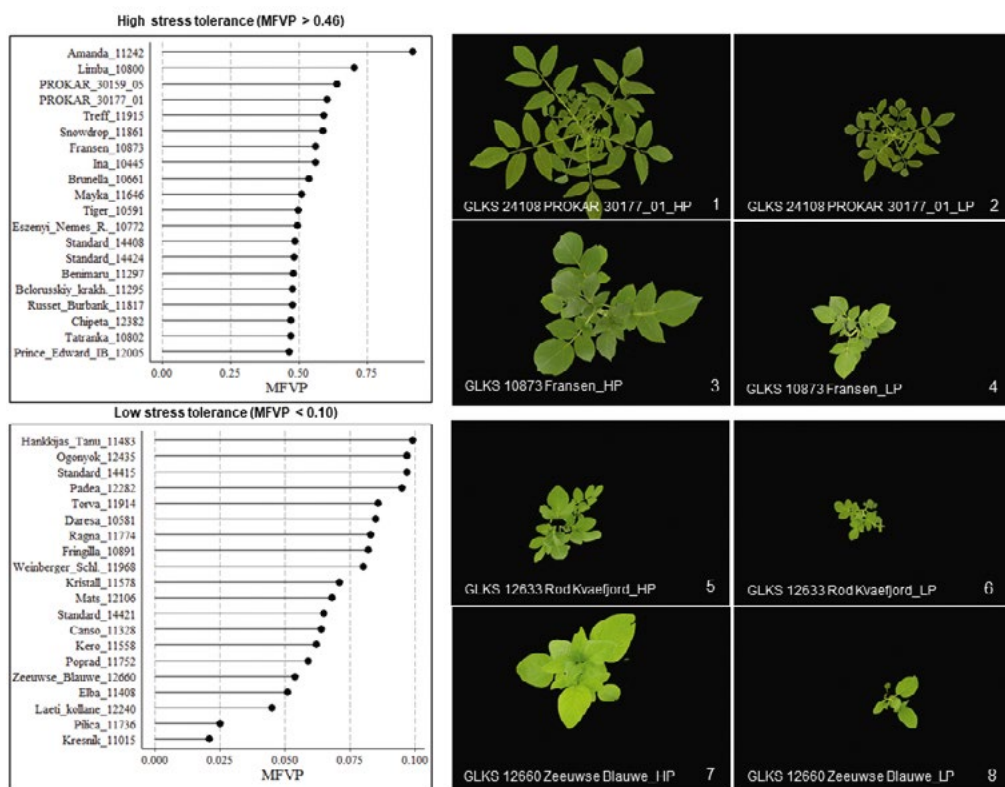 High stress tolerance (MFVP > 0.46)
Amanda_11242
Limba_10800
PROKAR_30159_05
PROKAR_30177_01
Treff_11915
Snowdrop_11861
Fransen_10873
Ina_10445
Brunella_10661
Mayka_11646
Tiger_10591
Eszenyi_Nemes_R._10772
Standard_14408
Standard_14424
Benimaru_11297
Belorusskiy_krakh._11295
Russet_Burbank_11817
Chipeta_12382
Tatranka_10802
Prince_Edward_IB_12005
0.00 0.25 0.50 0.75
MFVP
GLKS 24108 PROKAR 30177_01_HP 1
GLKS 24108 PROKAR 30177_01_LP 2
GLKS 10873 Fransen_HP 3
GLKS 10873 Fransen_LP 4
Low stress tolerance (MFVP < 0.10)
Hankkijas_Tanu_11483
Ogonyok_12435
Standard_14415
Padea_12282
Torva_11914
Daresa_10581
Ragna_11774
Fringilla_10891
Weinberger_Schl._11968
Kristall_11578
Mats_12106
Standard_14421
Canso_11328
Kero_11558
Poprad_11752
Zeeuwse_Blauwe_12660
Elba_11408
Laeti_kollane_12240
Pilica_11736
Kresnik_11015
0.000 0.025 0.050 0.075 0.100
MFVP
GLKS 12633 Rod Kvaefjord_HP 5
GLKS 12633 Rod Kvaefjord_LP 6
GLKS 12660 Zeeuwse Blauwe_HP 7
GLKS 12660 Zeeuwse Blauwe_LP 8